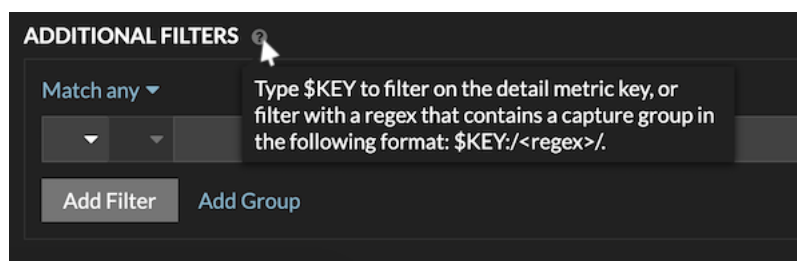 ADDITIONAL FILTERS ?
Match any
Type $KEY to filter on the detail metric key, or
filter with a regex that contains a capture group in
the following format: $KEY:/<regex>/.
Add Filter Add Group